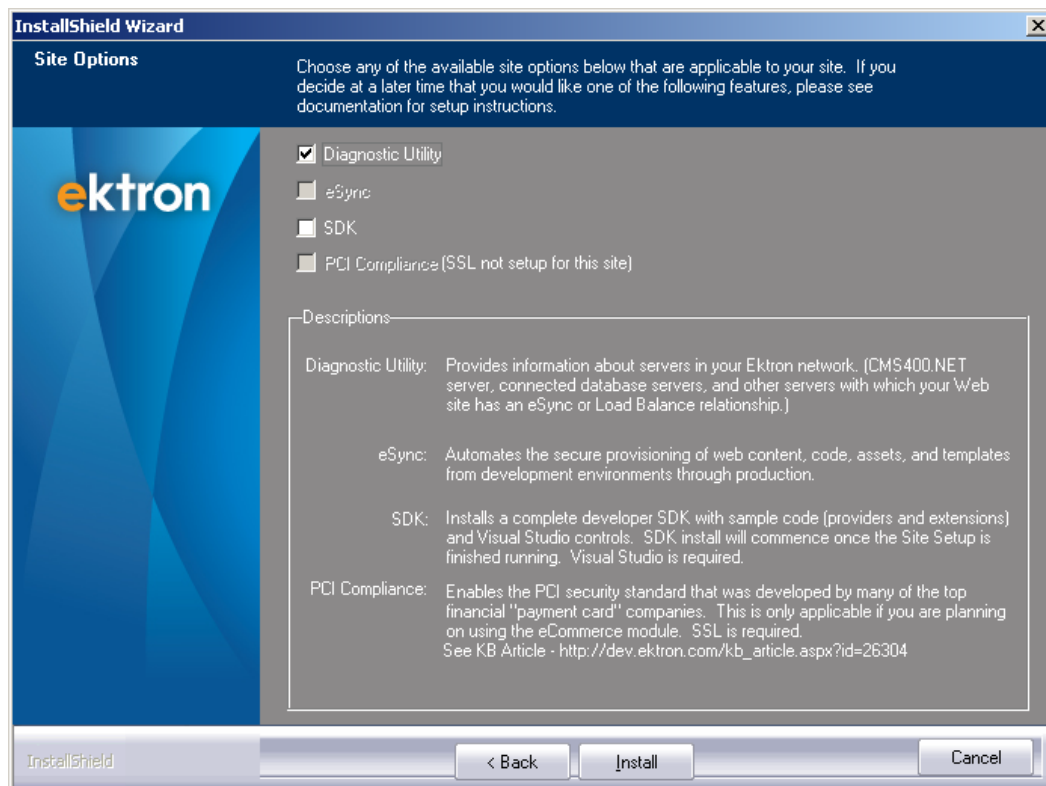 InstallShield Wizard
Site Options
Choose any of the available site options below that are applicable to your site. If you
decide at a later time that you would like one of the following features, please see
documentation for setup instructions.
ektron
Diagnostic Utility
eSync
SDK
PCI Compliance (SSL not setup for this site)
Descriptions
Diagnostic Utility: Provides information about servers in your Ektron network. (CMS400.NET
server, connected database servers, and other servers with which your Web
site has an eSync or Load Balance relationship.)
eSync: Automates the secure provisioning of web content, code, assets, and templates
from development environments through production.
SDK: Installs a complete developer SDK with sample code (providers and extensions)
and Visual Studio controls. SDK install will commence once the Site Setup is
finished running. Visual Studio is required.
PCI Compliance: Enables the PCI security standard that was developed by many of the top
financial "payment card" companies. This is only applicable if you are planning
on using the eCommerce module. SSL is required.
See KB Article - http://dev.ektron.com/kb_article.aspx?id=26304
InstallShield
< Back
Install
Cancel